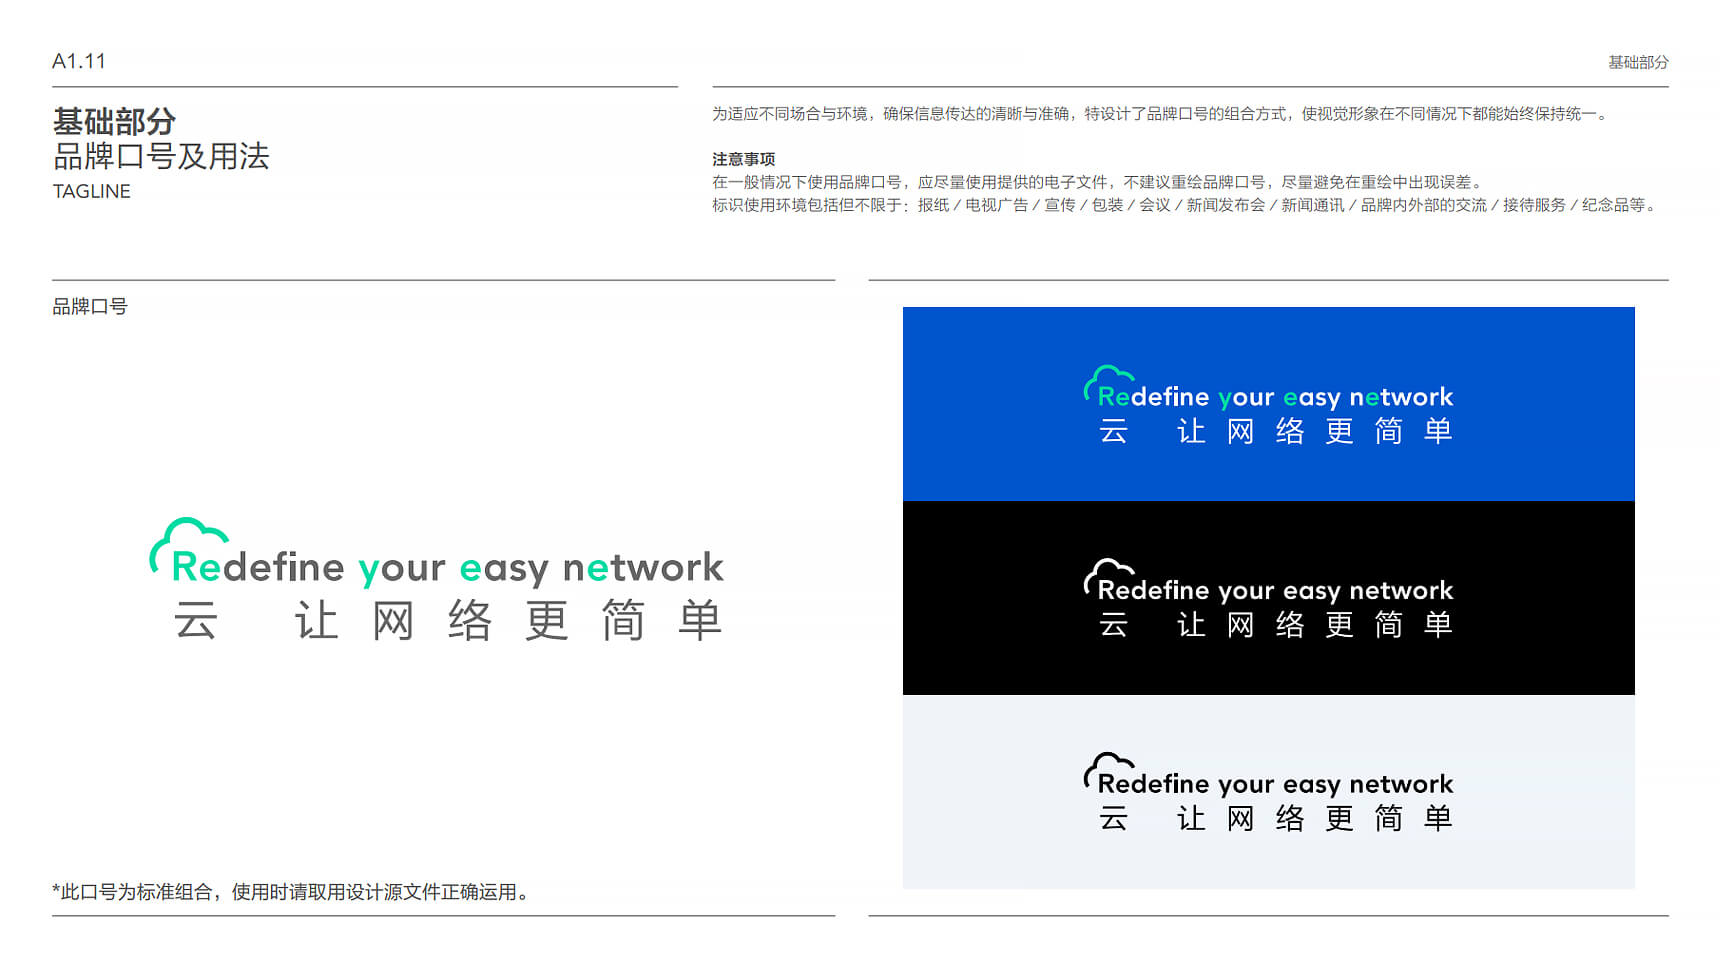 A1.11
基础部分
基础部分
品牌口号及用法
TAGLINE
为适应不同场合与环境，确保信息传达的清晰与准确，特设计了品牌口号的组合方式，使视觉形象在不同情况下都能始终保持统一。
注意事项
在一般情况下使用品牌口号，应尽量使用提供的电子文件，不建议重绘品牌口号，尽量避免在重绘中出现误差。
标识使用环境包括但不限于：报纸 / 电视广告 / 宣传 / 包装 / 会议 / 新闻发布会 / 新闻通讯 / 品牌内外部的交流 / 接待服务 / 纪念品等。
品牌口号
Redefine your easy network
云 让网络更简单
*此口号为标准组合，使用时请取用设计源文件正确运用。
Redefine your easy network
云 让网络更简单
Redefine your easy network
云 让网络更简单
Redefine your easy network
云 让网络更简单